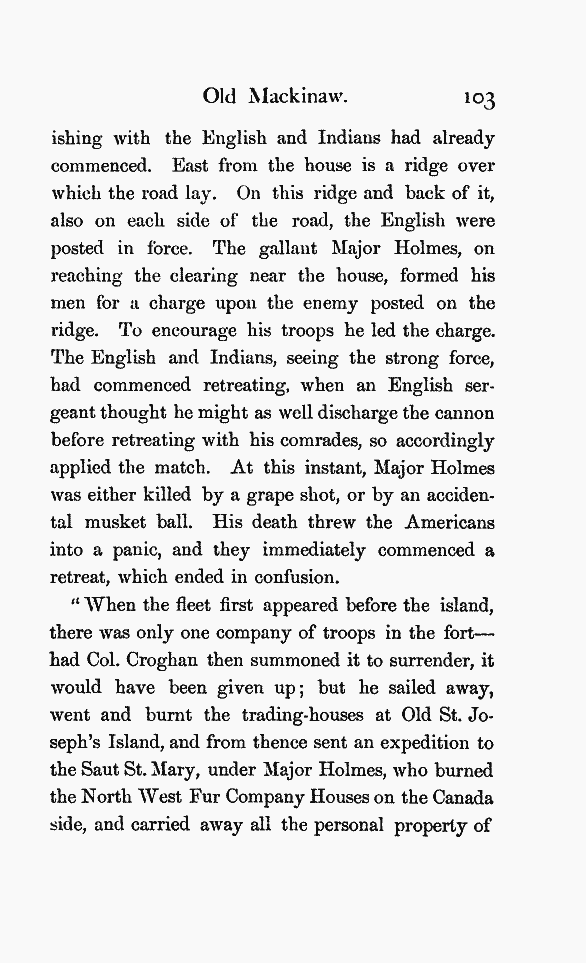 Old Mackinaw. 103
ishing with the English and Indians had already
commenced. East from the house is a ridge over
which the road lay. On this ridge and back of it,
also on each side of the road, the English were
posted in force. The gallant Major Holmes, on
reaching the clearing near the house, formed his
men for a charge upon the enemy posted on the
ridge. To encourage his troops he led the charge.
The English and Indians, seeing the strong force,
had commenced retreating, when an English ser-
geant thought he might as well discharge the cannon
before retreating with his comrades, so accordingly
applied the match. At this instant, Major Holmes
was either killed by a grape shot, or by an acciden-
tal musket ball. His death threw the Americans
into a panic, and they immediately commenced a
retreat, which ended in confusion.
“When the fleet first appeared before the island,
there was only one company of troops in the fort—
had Col. Croghan then summoned it to surrender, it
would have been given up; but he sailed away,
went and burnt the trading-houses at Old St. Jo-
seph's Island, and from thence sent an expedition to
the Saut St. Mary, under Major Holmes, who burned
the North West Fur Company Houses on the Canada
side, and carried away all the personal property of